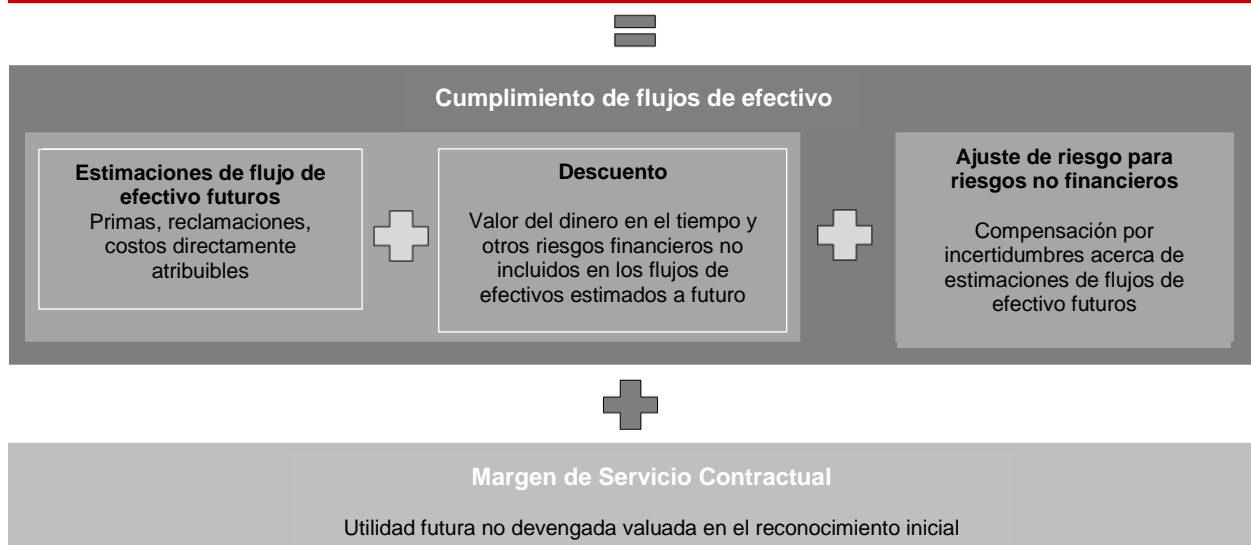 Cumplimiento de flujos de efectivo
Estimaciones de flujo de
efectivo futuros
Primas, reclamaciones,
costos directamente
atribuibles
Descuento
Valor del dinero en el tiempo y
otros riesgos financieros no
incluidos en los flujos de
efectivos estimados a futuro
Ajuste de riesgo para
riesgos no financieros
Compensación por
incertidumbres acerca de
estimaciones de flujos de
efectivo futuros
Margen de Servicio Contractual
Utilidad futura no devengada valuada en el reconocimiento inicial